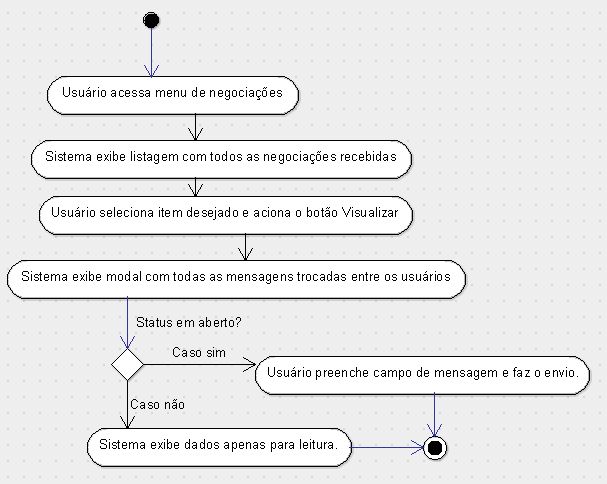 Usuário acessa menu de negociações
Sistema exibe listagem com todos as negociações recebidas
Usuário seleciona item desejado e aciona o botão Visualizar
Sistema exibe modal com todas as mensagens trocadas entre os usuários
Status em aberto?
Caso sim
Usuário preenche campo de mensagem e faz o envio.
Caso não
Sistema exibe dados apenas para leitura.